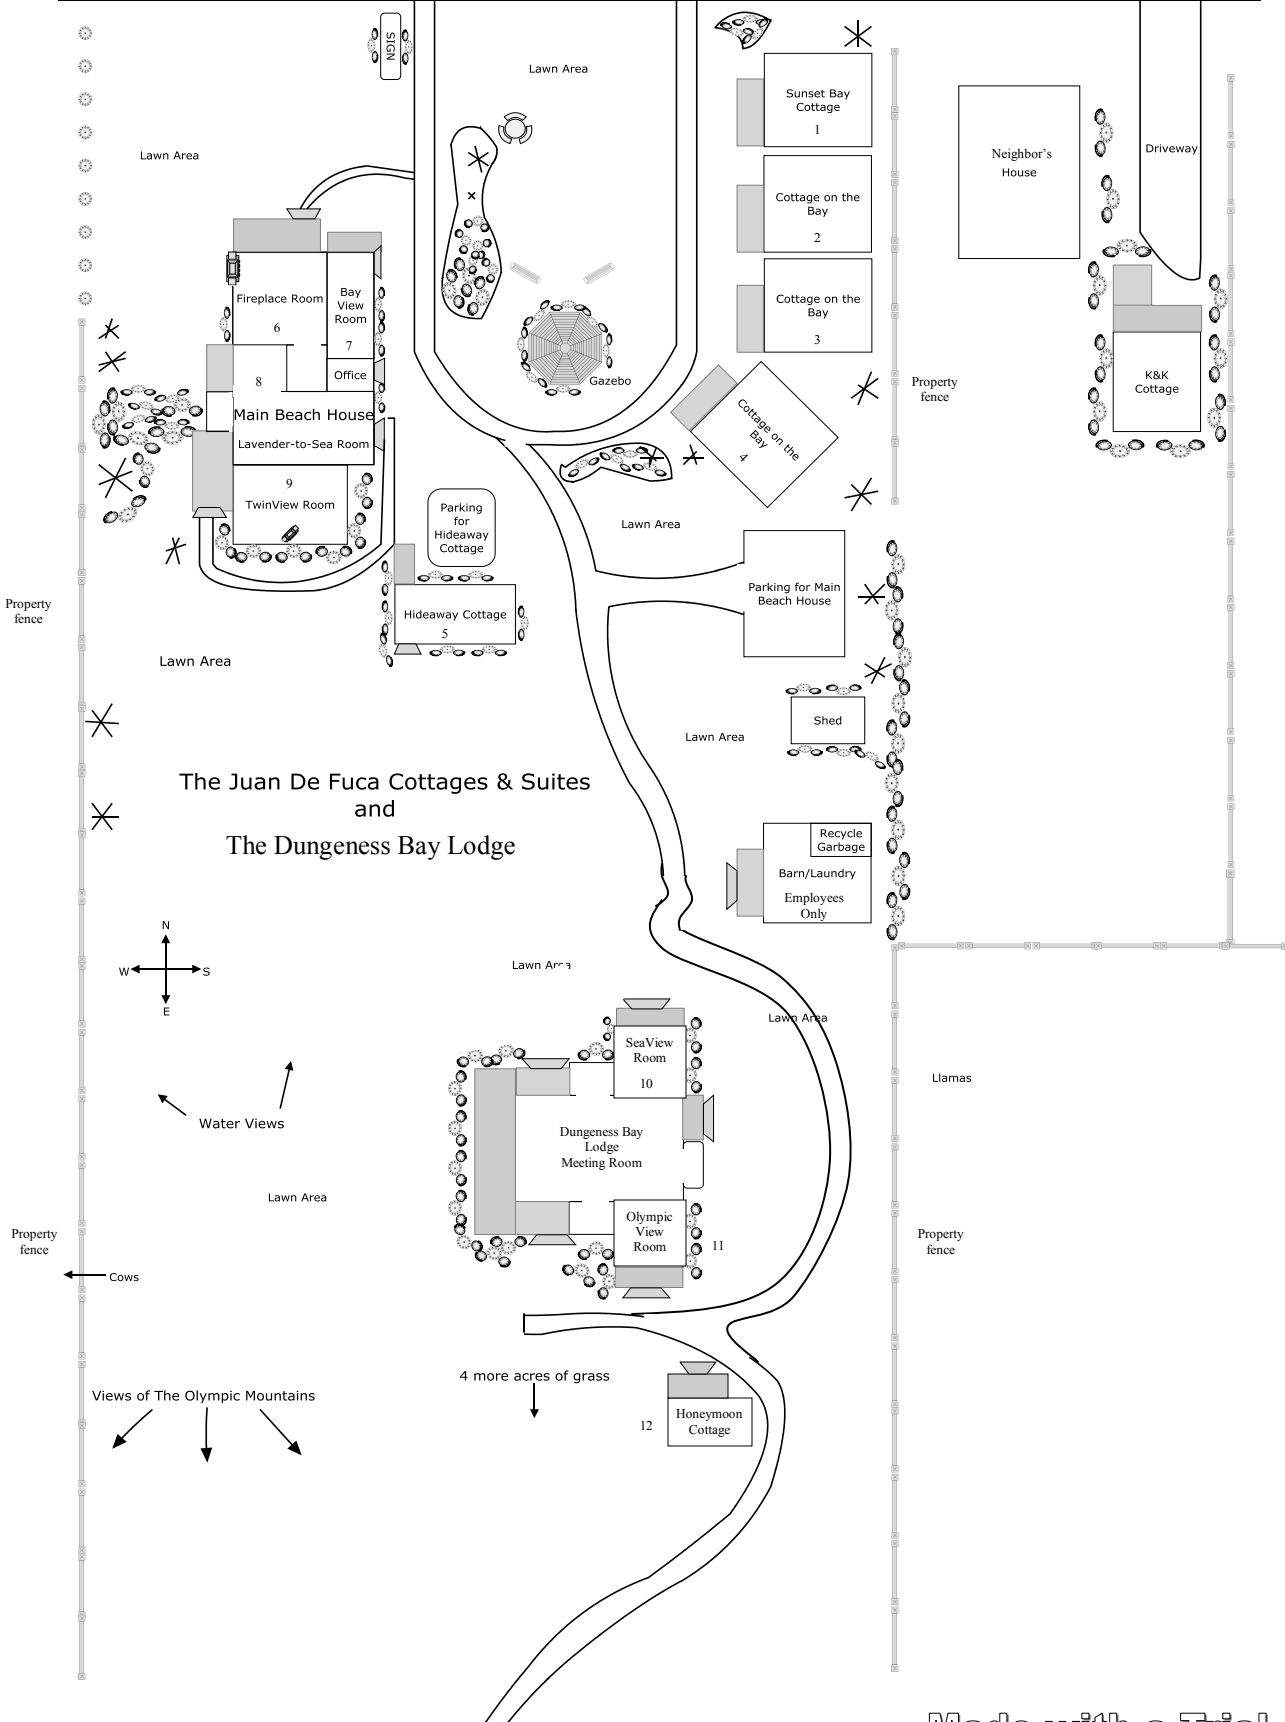 SIGN
Lawn Area
Sunset Bay
Cottage
1
Lawn Area
Neighbor's
House
Driveway
Cottage on the
Bay
2
Fireplace Room
6
Bay
View
Room
7
Cottage on the
Bay
3
Office
8
Gazebo
Property
fence
K&K
Cottage
Main Beach House
Lavender-to-Sea Room
Cottage on the
Bay
4
9
TwinView Room
Parking
for
Hideaway
Cottage
Lawn Area
Parking for Main
Beach House
Property
fence
Hideaway Cottage
5
Lawn Area
Shed
Lawn Area
The Juan De Fuca Cottages & Suites
and
The Dungeness Bay Lodge
Recycle
Garbage
Barn/Laundry
Employees
Only
N
W
S
E
Lawn Area
Lawn Area
SeaView
Room
10
Llamas
Water Views
Dungeness Bay
Lodge
Meeting Room
Lawn Area
Olympic
View
Room
11
Property
fence
Property
fence
Cows
4 more acres of grass
Views of The Olympic Mountains
12
Honeymoon
Cottage
Made with a Trial